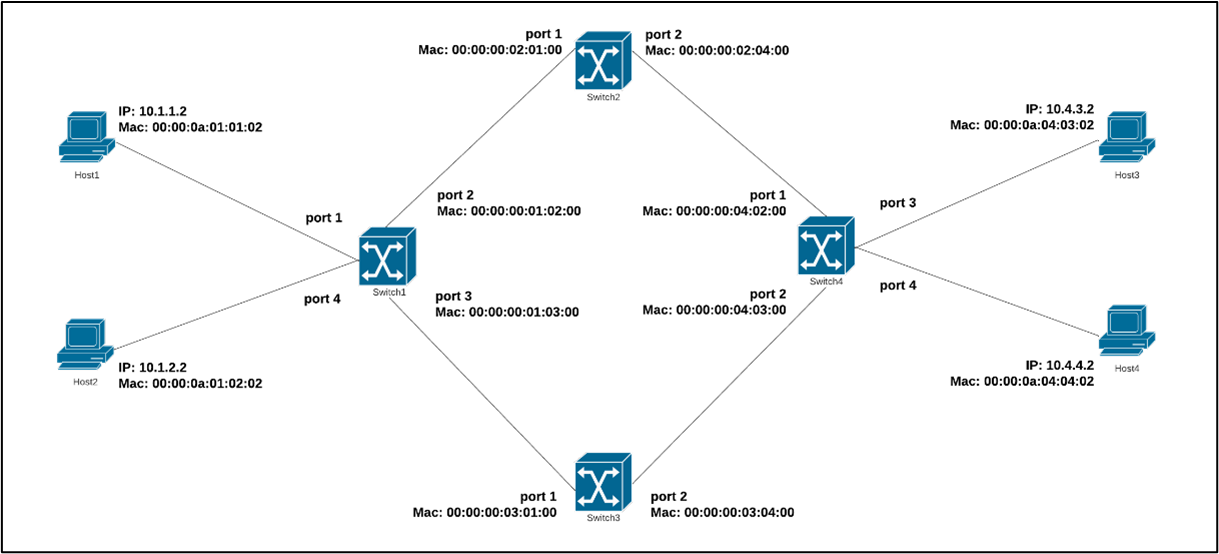 port 1
Mac: 00:00:00:02:01:00
port 2
Mac: 00:00:00:02:04:00
Switch2
IP: 10.1.1.2
Mac: 00:00:0a:01:01:02
Host1
IP: 10.4.3.2
Mac: 00:00:0a:04:03:02
Host3
port 1
port 2
Mac: 00:00:00:01:02:00
port 1
Mac: 00:00:00:04:02:00
port 3
Switch1
Switch4
port 4
port 3
Mac: 00:00:00:01:03:00
port 2
Mac: 00:00:00:04:03:00
port 4
IP: 10.1.2.2
Mac: 00:00:0a:01:02:02
Host2
IP: 10.4.4.2
Mac: 00:00:0a:04:04:02
Host4
port 1
Mac: 00:00:00:03:01:00
port 2
Mac: 00:00:00:03:04:00
Switch3